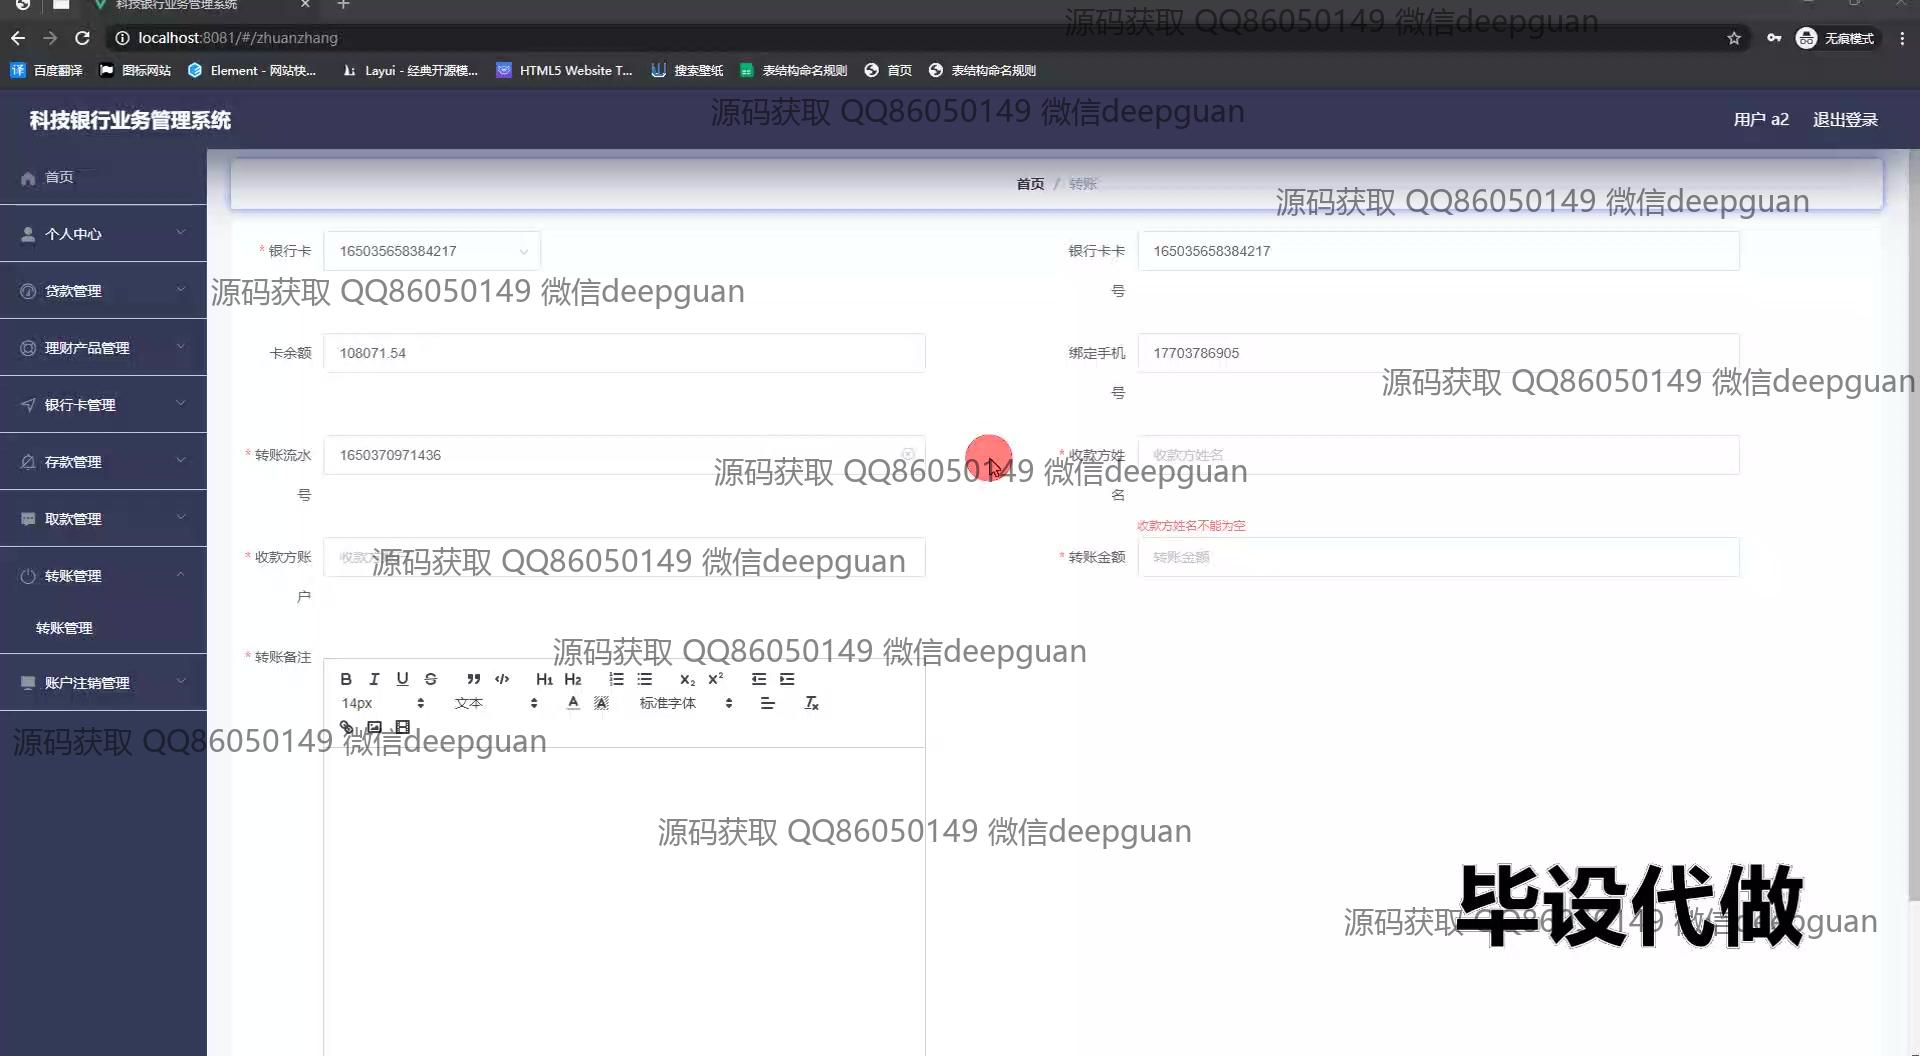 科技银行业务管理系统
源码获取 QQ86050149 微信deepguan
localhost:8081/#/zhuanzhang
无痕模式
译 百度翻译
图标网站
Element - 网站快...
Layui - 经典开源模...
HTML5 Website T...
搜索壁纸
表结构命名规则
首页
表结构命名规则
科技银行业务管理系统
源码获取 QQ86050149 微信deepguan
用户 a2
退出登录
首页
个人中心
贷款管理
理财产品管理
银行卡管理
存款管理
取款管理
转账管理
转账管理
账户注销管理
首页 / 转账
源码获取 QQ86050149 微信deepguan
* 银行卡
165035658384217
银行卡卡号
165035658384217
源码获取 QQ86050149 微信deepguan
卡余额
108071.54
绑定手机号
17703786905
源码获取 QQ86050149 微信deepguan
* 转账流水号
1650370971436
* 收款方姓名
收款方姓名
源码获取 QQ86050149 微信deepguan
收款方姓名不能为空
* 收款方账户
收款
源码获取 QQ86050149 微信deepguan
* 转账金额
转账金额
源码获取 QQ86050149 微信deepguan
* 转账备注
B I U S ” </> H1 H2 X2 X2
14px 文本 A A 标准字体 Tx
源码获取 QQ86050149 微信deepguan
源码获取 QQ86050149 微信deepguan
毕设代做
源码获取 QQ86050149 微信deepguan